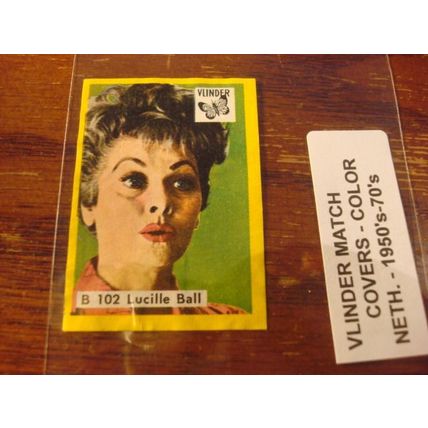 VLINDER
B 102 Lucille Ball
VLINDER MATCH
COVERS - COLOR
NETH. - 1950's-70's